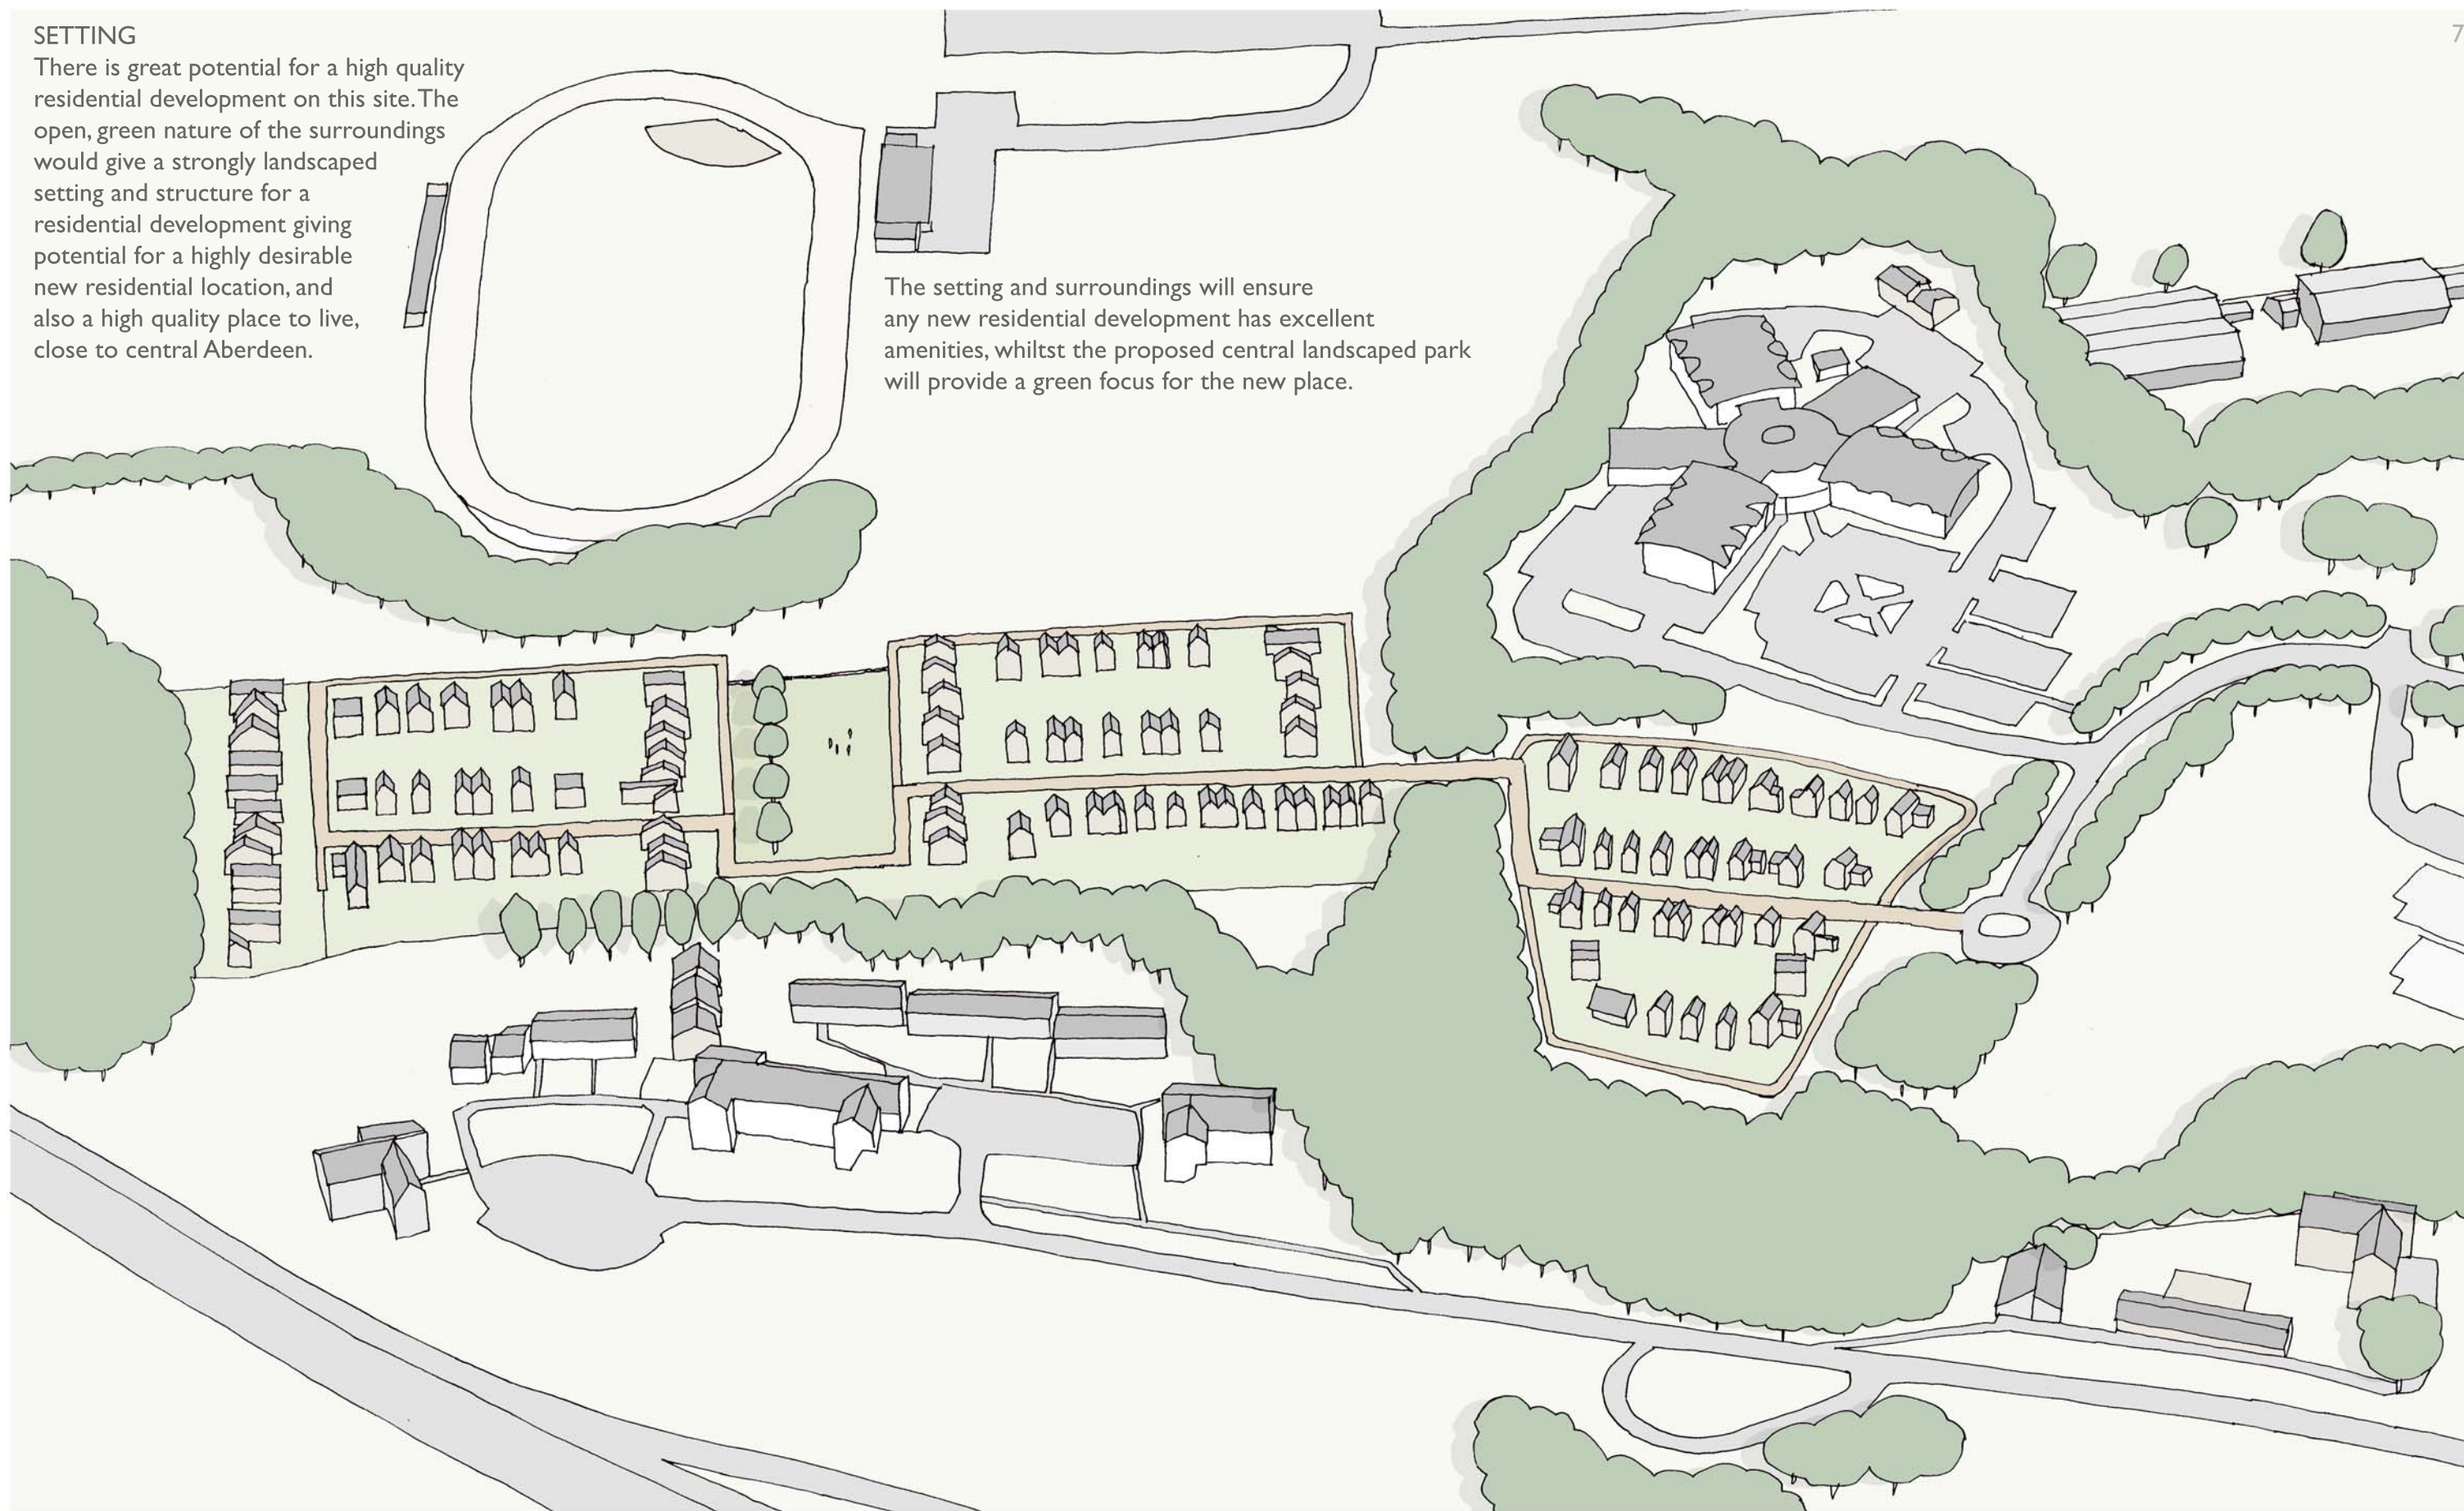 SETTING
There is great potential for a high quality
residential development on this site. The
open, green nature of the surroundings
would give a strongly landscaped
setting and structure for a
residential development giving
potential for a highly desirable
new residential location, and
also a high quality place to live,
close to central Aberdeen.
The setting and surroundings will ensure
any new residential development has excellent
amenities, whiltst the proposed central landscaped park
will provide a green focus for the new place.
7